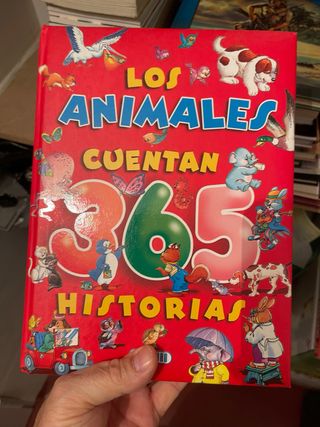 LOS
ANIMALES
CUENTAN
365
HISTORIAS